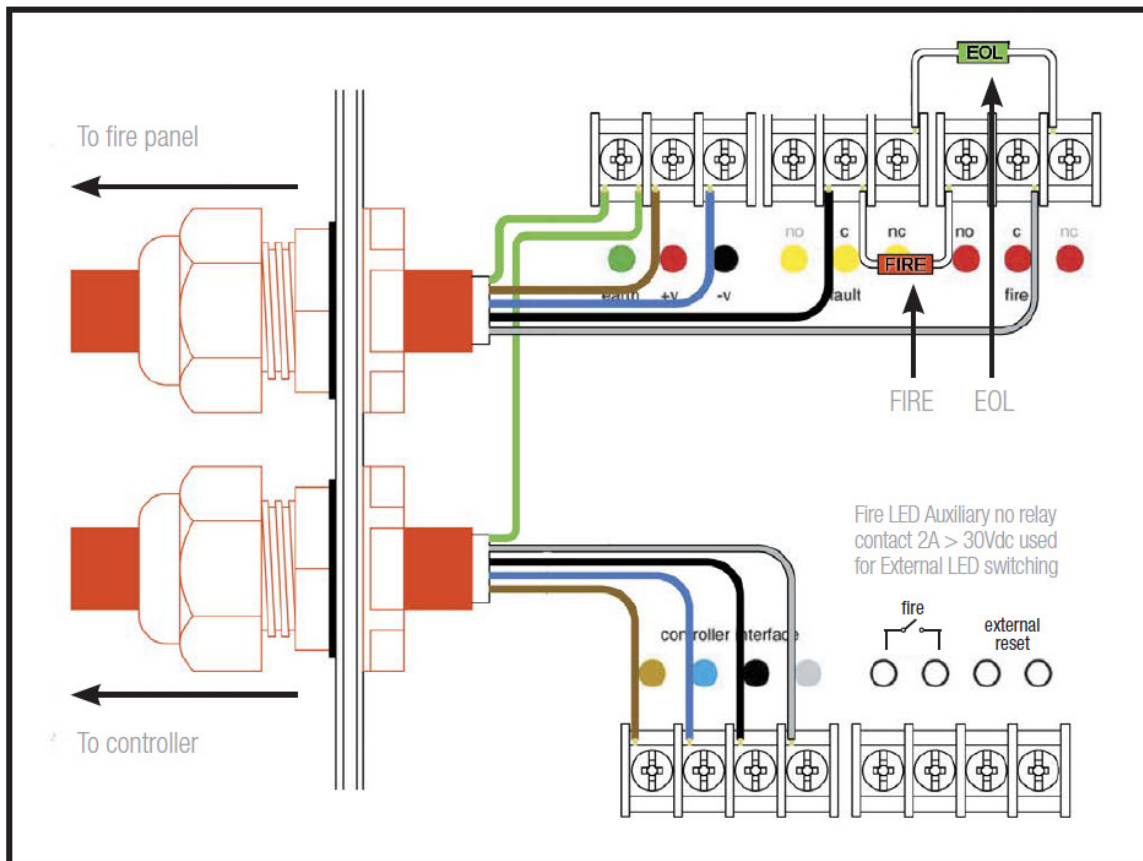 EOL
To fire panel
no
c
nc
no
c
nc
FIRE
earth
+v
-v
fault
fire
FIRE
EOL
Fire LED Auxiliary no relay
contact 2A > 30Vdc used
for External LED switching
fire
external
reset
controller interface
To controller